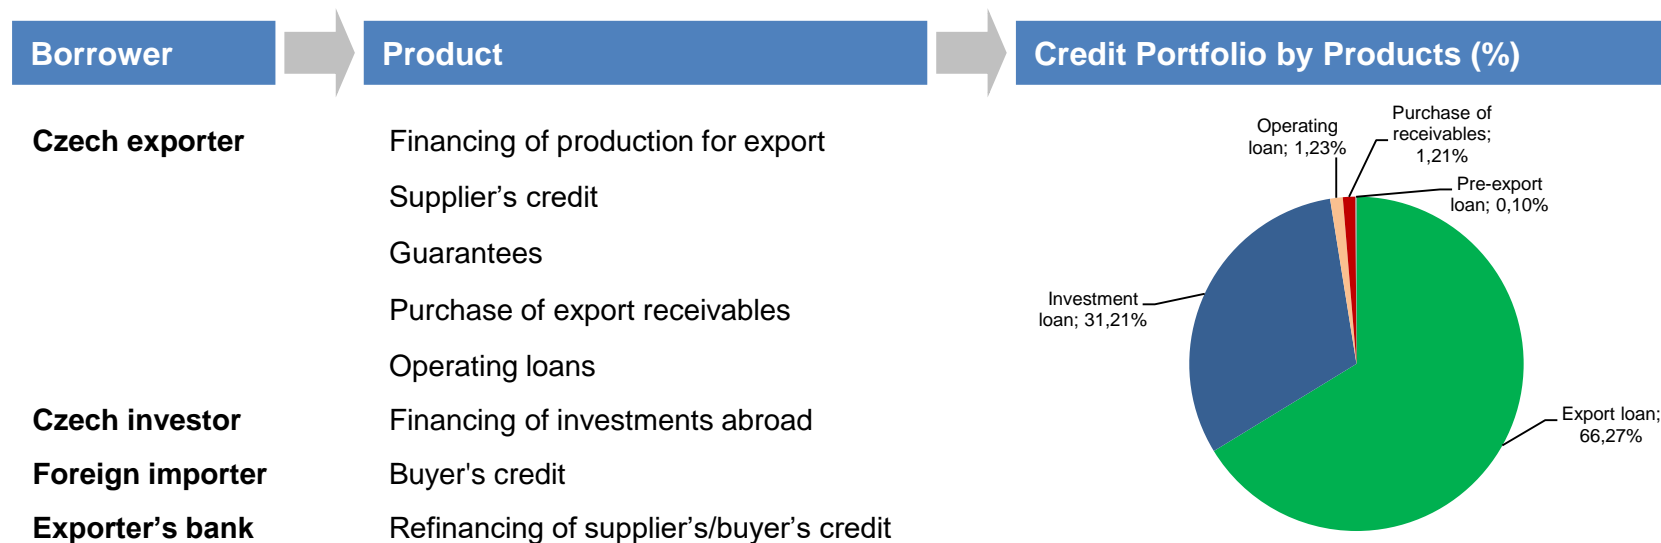 Borrower
Product
Credit Portfolio by Products (%)
Czech exporter
Financing of production for export
Supplier’s credit
Guarantees
Purchase of export receivables
Operating loans
Czech investor
Financing of investments abroad
Foreign importer
Buyer's credit
Exporter’s bank
Refinancing of supplier’s/buyer’s credit
Operating
loan; 1,23%
Purchase of
receivables;
1,21%
Pre-export
loan; 0,10%
Investment
loan; 31,21%
Export loan;
66,27%